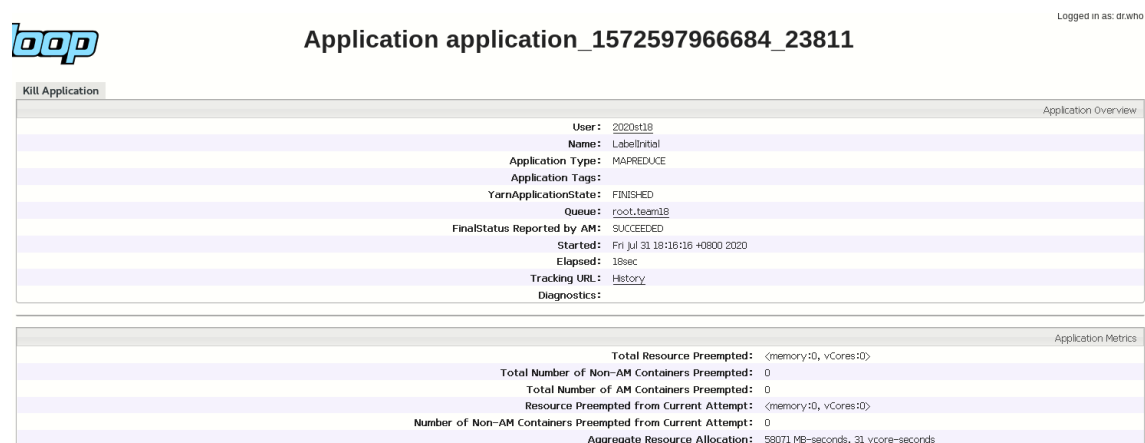 Logged in as: dr.who
oop
Application application_1572597966684_23811
Kill Application
Application Overview
User: 2020st18
Name: LabelInitial
Application Type: MAPREDUCE
Application Tags:
YarnApplicationState: FINISHED
Queue: root.team18
FinalStatus Reported by AM: SUCCEEDED
Started: Fri Jul 31 18:16:16 +0800 2020
Elapsed: 18sec
Tracking URL: History
Diagnostics:
Application Metrics
Total Resource Preempted: <memory:0, vCores:0>
Total Number of Non-AM Containers Preempted: 0
Total Number of AM Containers Preempted: 0
Resource Preempted from Current Attempt: <memory:0, vCores:0>
Number of Non-AM Containers Preempted from Current Attempt: 0
Aggregate Resource Allocation: 58071 MB-seconds, 31 vcore-seconds